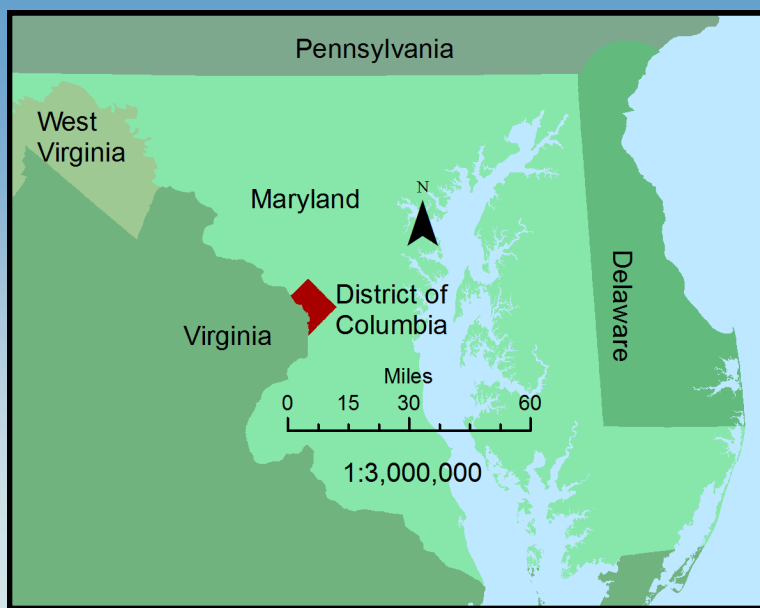 Pennsylvania
West
Virginia
Maryland
N
Delaware
District of
Columbia
Virginia
Miles
0 15 30 60
1:3,000,000